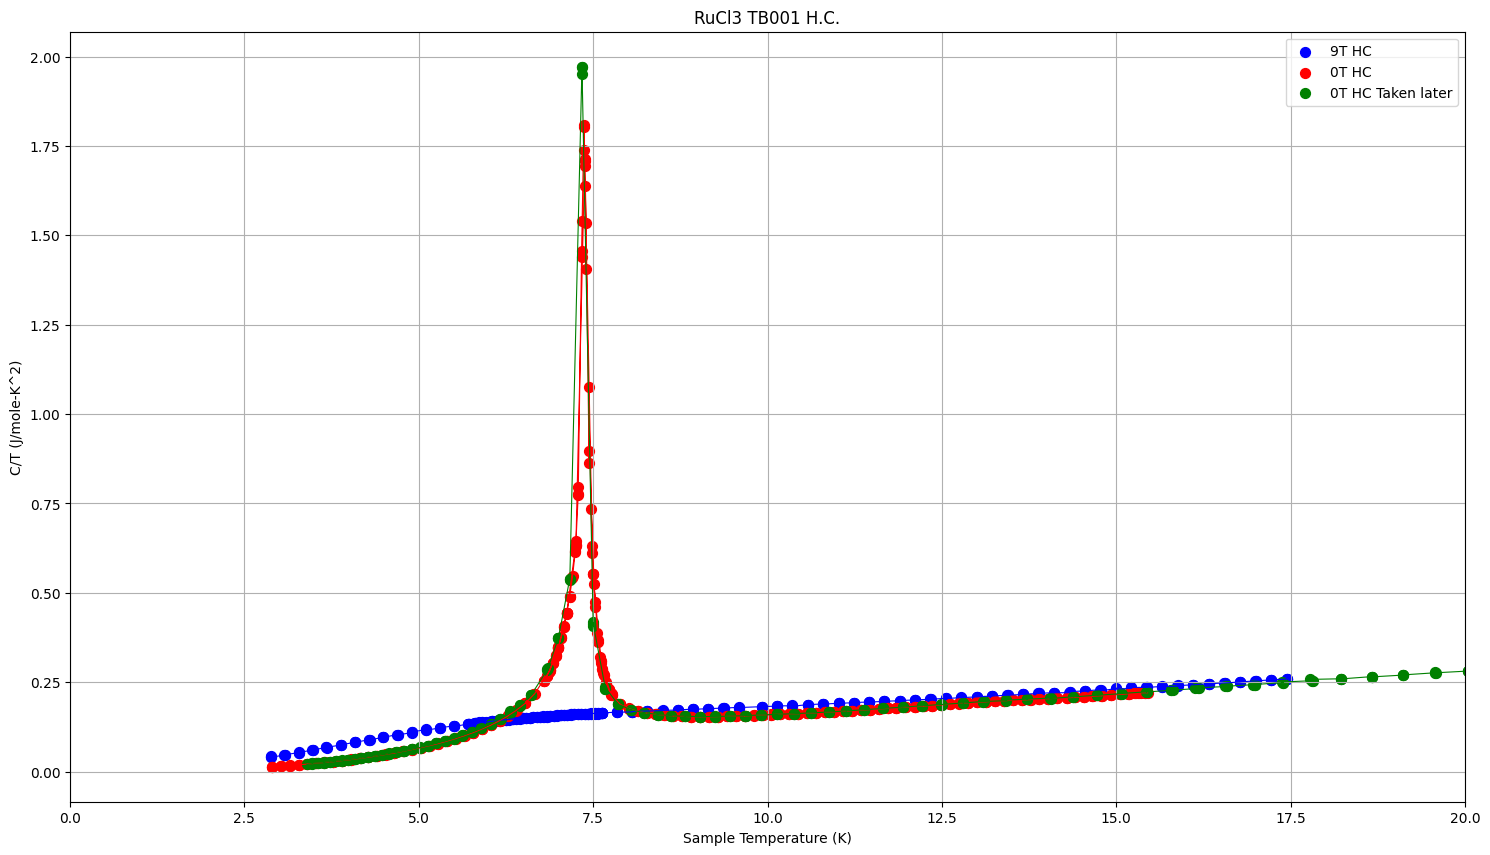 RuCl3 TB001 H.C.
9T HC
0T HC
0T HC Taken later
C/T (J/mole-K^2)
2.00
1.75
1.50
1.25
1.00
0.75
0.50
0.25
0.00
0.0 2.5 5.0 7.5 10.0 12.5 15.0 17.5 20.0
Sample Temperature (K)